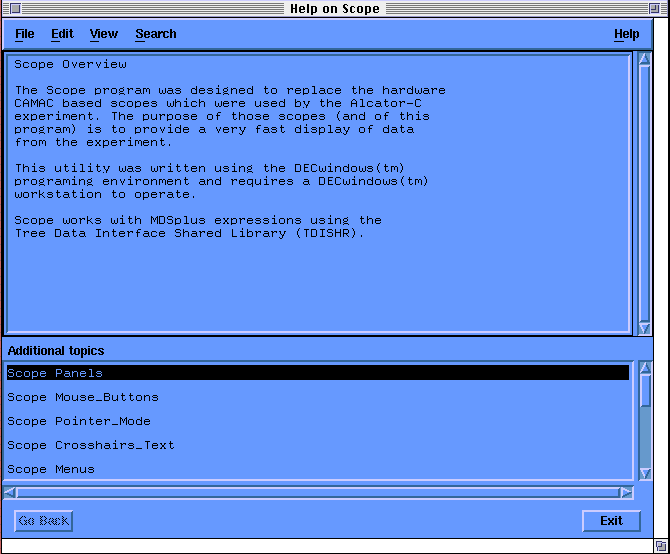 Help on Scope
File Edit View Search Help
Scope Overview
The Scope program was designed to replace the hardware
CAMAC based scopes which were used by the Alcator-C
experiment. The purpose of those scopes (and of this
program) is to provide a very fast display of data
from the experiment.
This utility was written using the DECwindows(tm)
programing environment and requires a DECwindows(tm)
workstation to operate.
Scope works with MDSplus expressions using the
Tree Data Interface Shared Library (TDISHR).
Additional topics
Scope Panels
Scope Mouse_Buttons
Scope Pointer_Mode
Scope Crosshairs_Text
Scope Menus
Go Back Exit